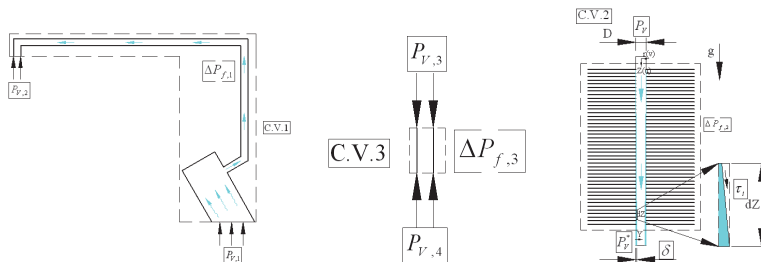 ΔP_{f,1}
P_{V,2}
C.V.1
P_{V,1}
P_{V,3}
C.V.3
ΔP_{f,3}
P_{V,4}
C.V.2
P_V
D
r(v)
Z(u)
g
ΔP_{f,2}
τ_t
dZ
dZ
Y
P_V^*
δ